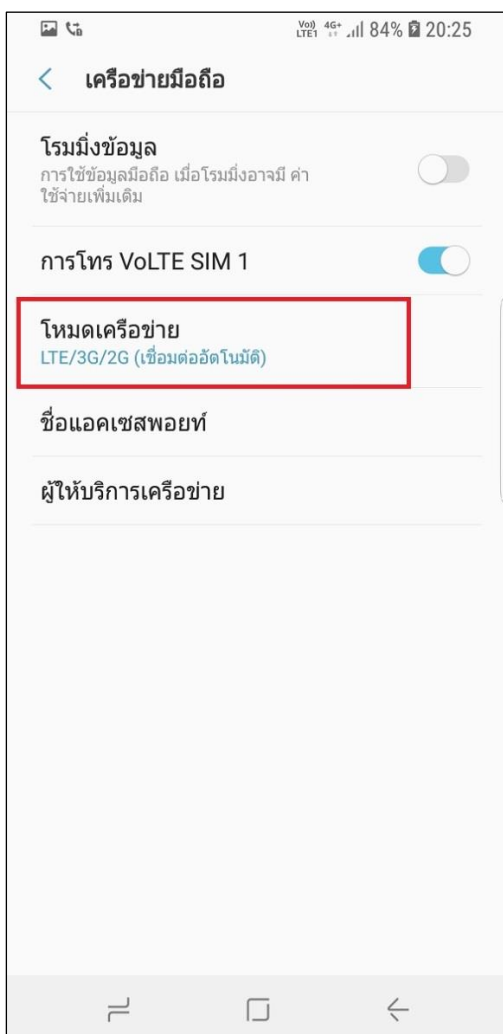 Vo)) LTE1 4G+ 84% 20:25
เครือข่ายมือถือ
โรมมิ่งข้อมูล
การใช้ข้อมูลมือถือ เมื่อโรมมิ่งอาจมี ค่า
ใช้จ่ายเพิ่มเติม
การโทร VoLTE SIM 1
โหมดเครือข่าย
LTE/3G/2G (เชื่อมต่ออัตโนมัติ)
ชื่อแอคเซสพอยท์
ผู้ให้บริการเครือข่าย